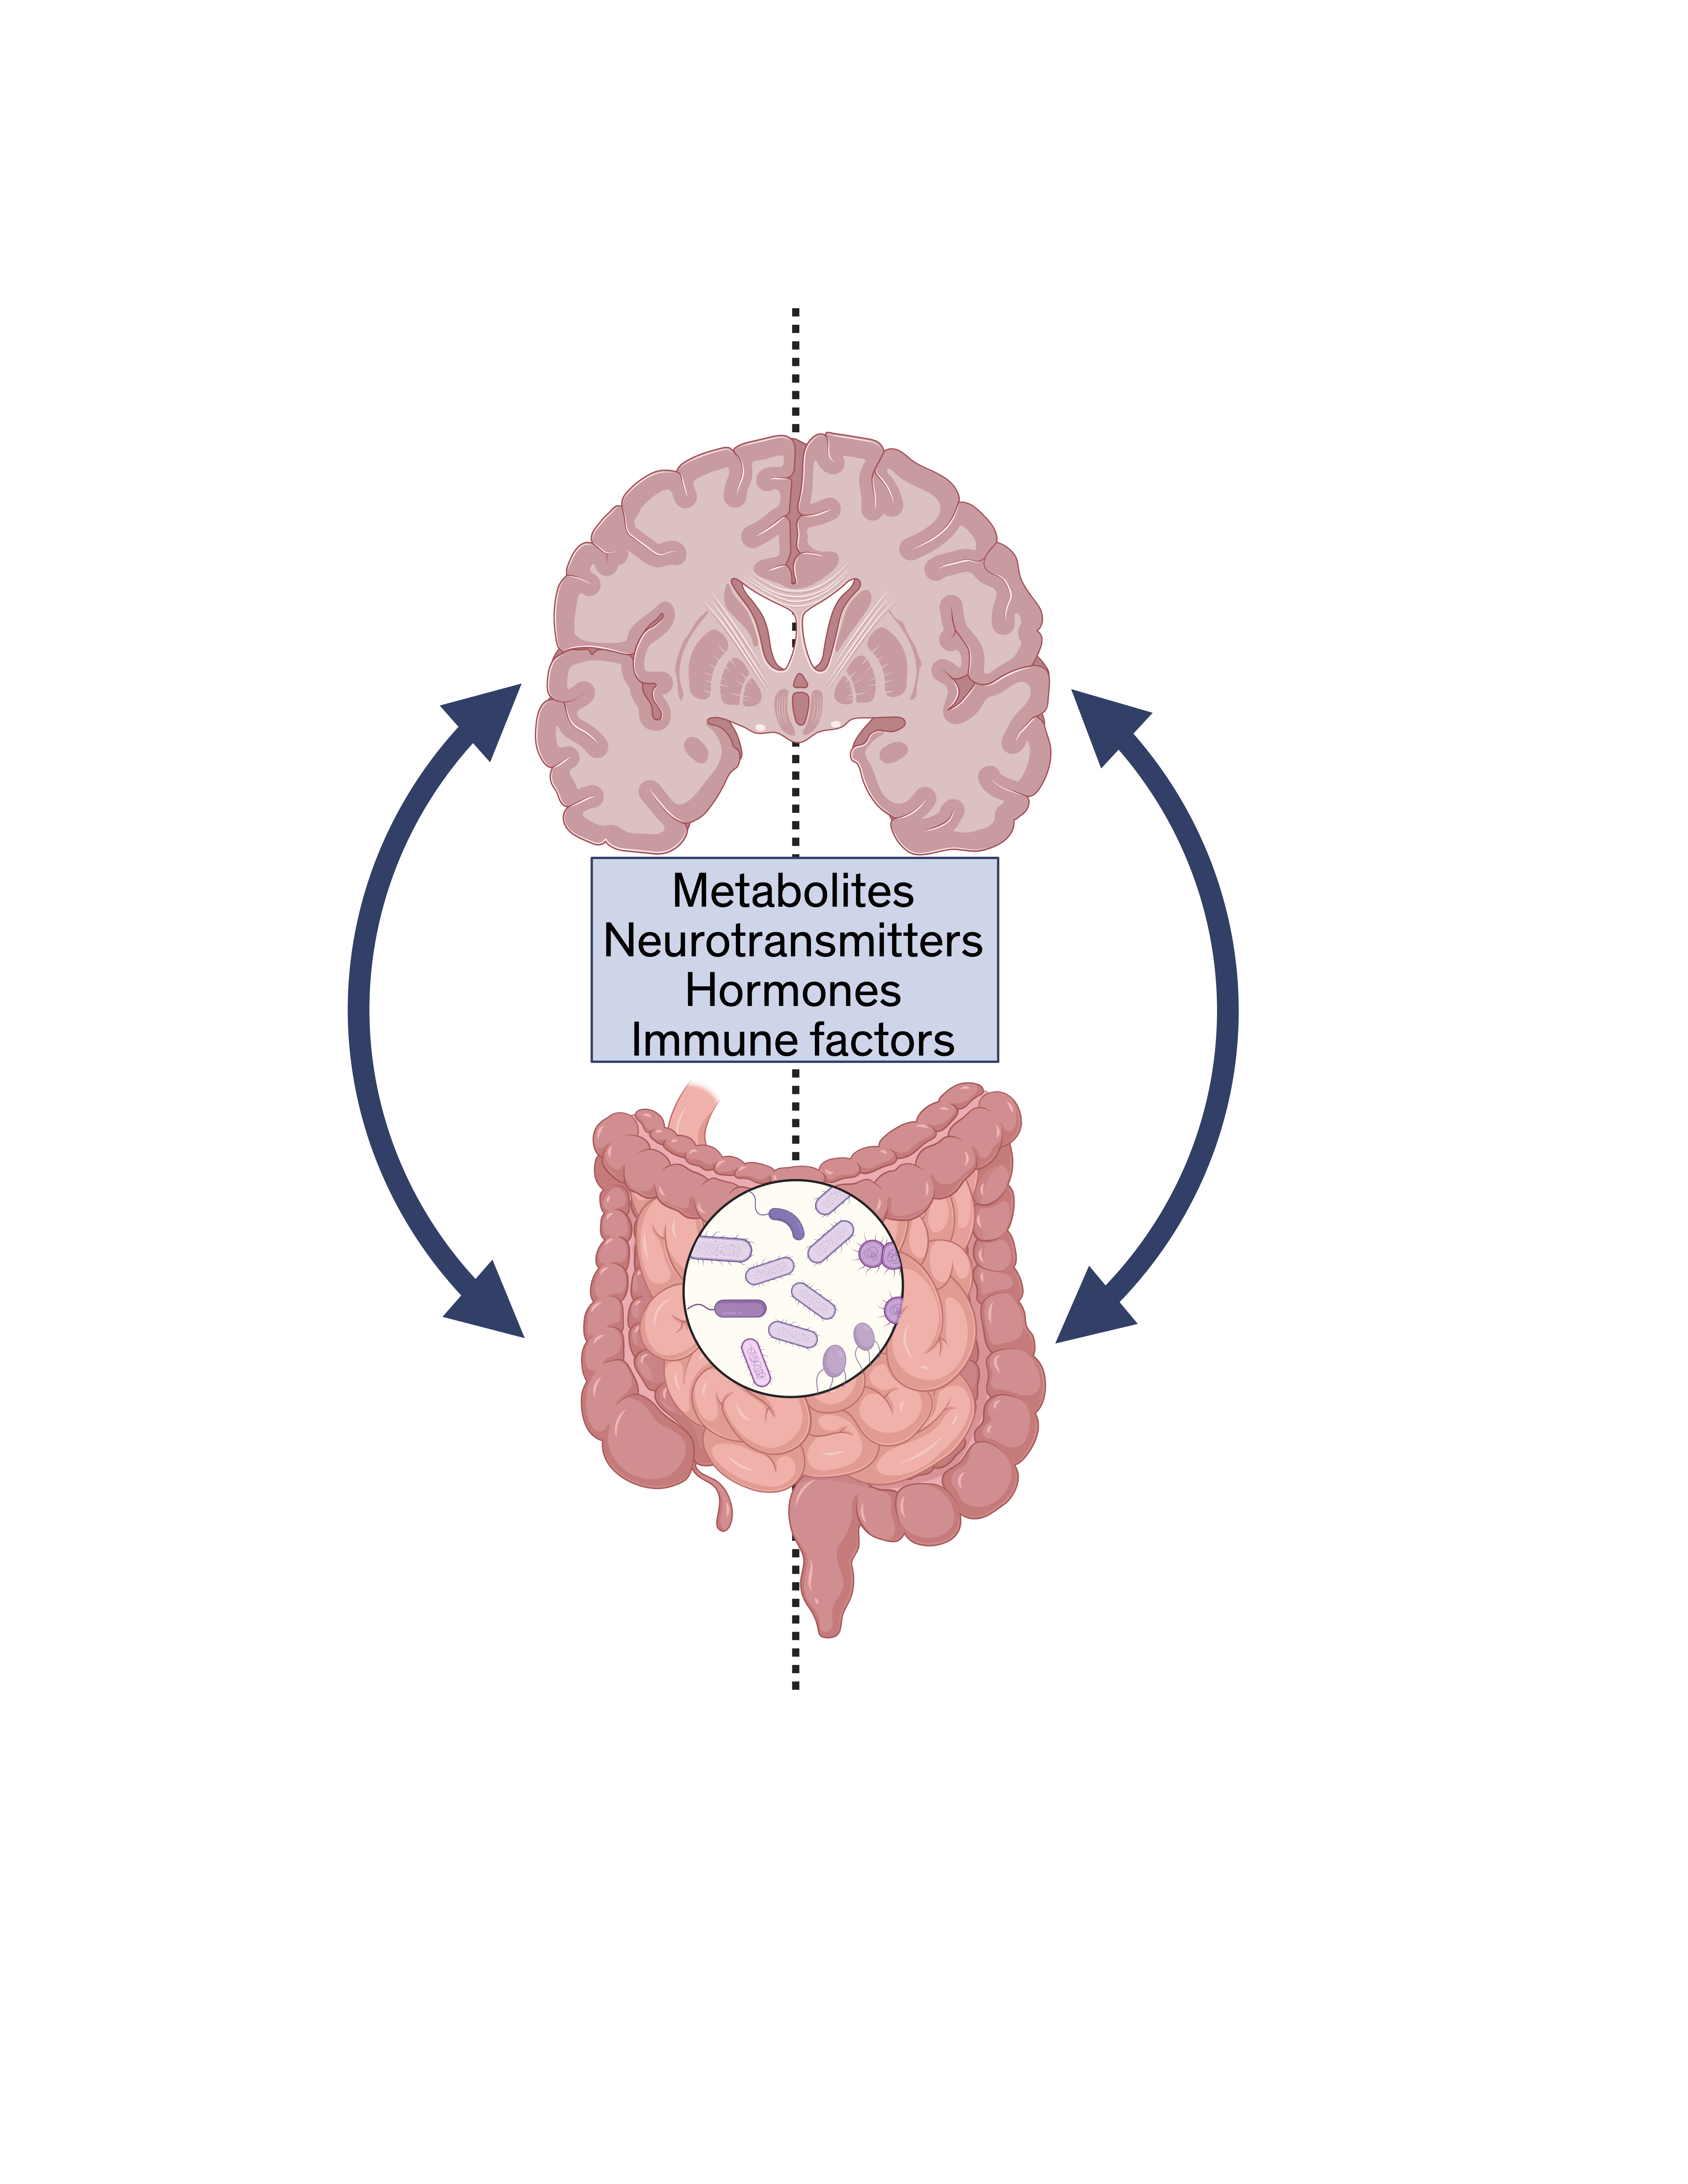 Metabolites
Neurotransmitters
Hormones
Immune factors